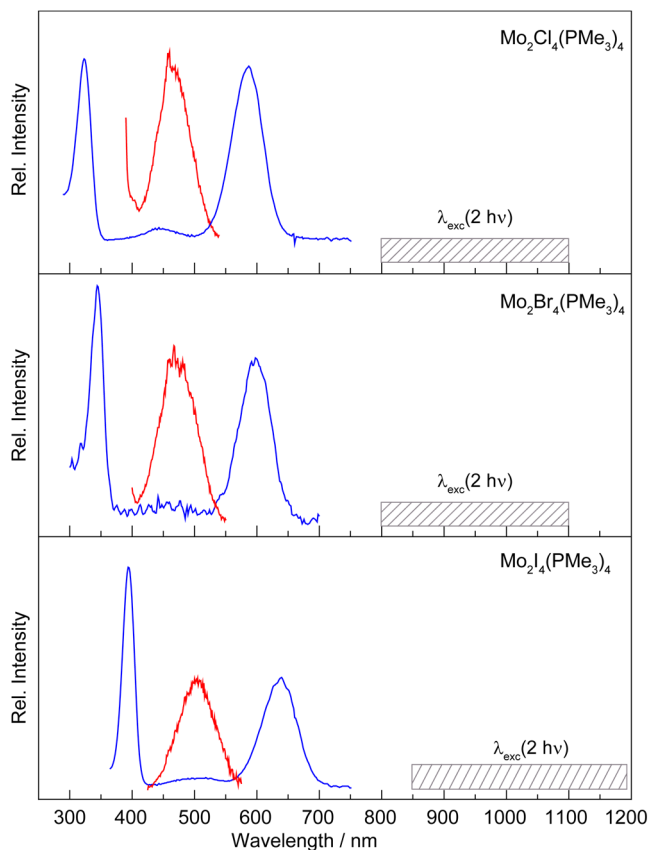 Mo₂Cl₄(PMe₃)₄
Rel. Intensity
λexc(2 hν)
Mo₂Br₄(PMe₃)₄
Rel. Intensity
λexc(2 hν)
Mo₂I₄(PMe₃)₄
Rel. Intensity
λexc(2 hν)
300 400 500 600 700 800 900 1000 1100 1200
Wavelength / nm